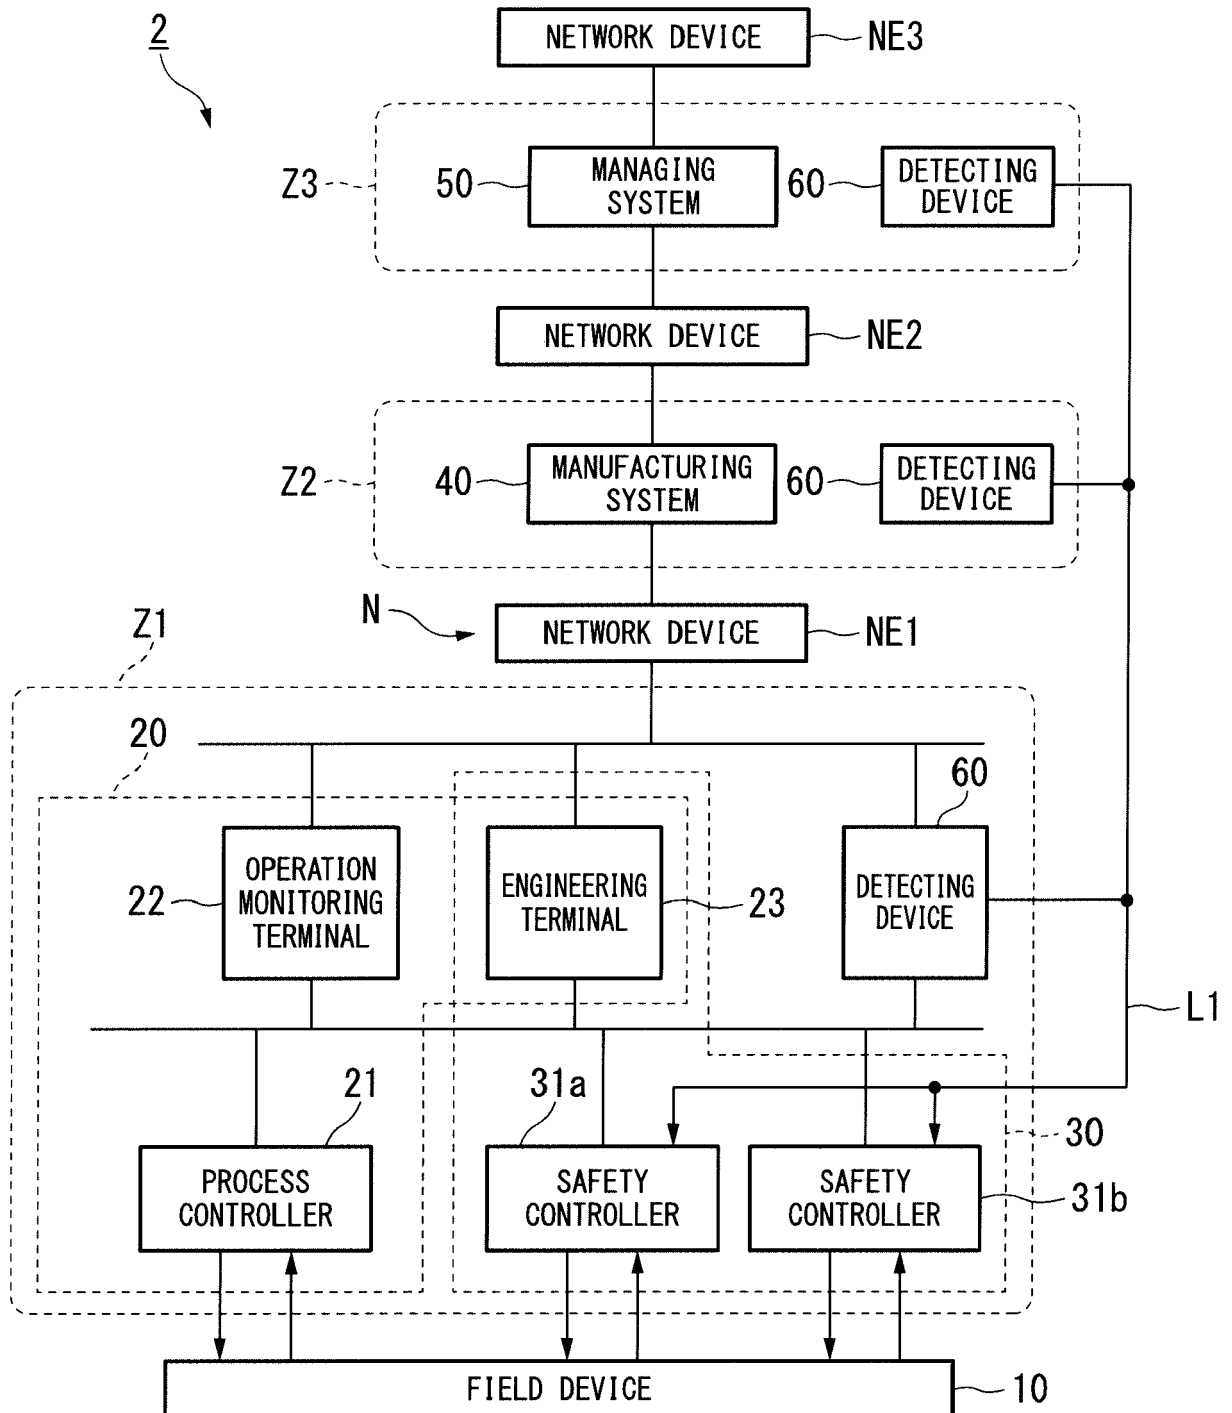 2
NETWORK DEVICE
NE3
Z3
50
MANAGING
SYSTEM
60
DETECTING
DEVICE
NETWORK DEVICE
NE2
Z2
40
MANUFACTURING
SYSTEM
60
DETECTING
DEVICE
N
NETWORK DEVICE
NE1
Z1
20
60
22
OPERATION
MONITORING
TERMINAL
ENGINEERING
TERMINAL
23
DETECTING
DEVICE
L1
21
31a
30
PROCESS
CONTROLLER
SAFETY
CONTROLLER
SAFETY
CONTROLLER
31b
FIELD DEVICE
10